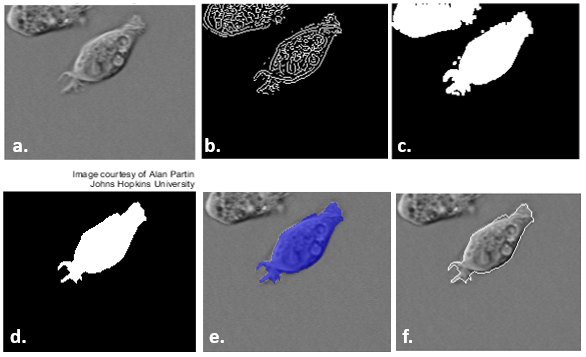 a.
b.
c.
Image courtesy of Alan Partin
Johns Hopkins University
d.
e.
f.